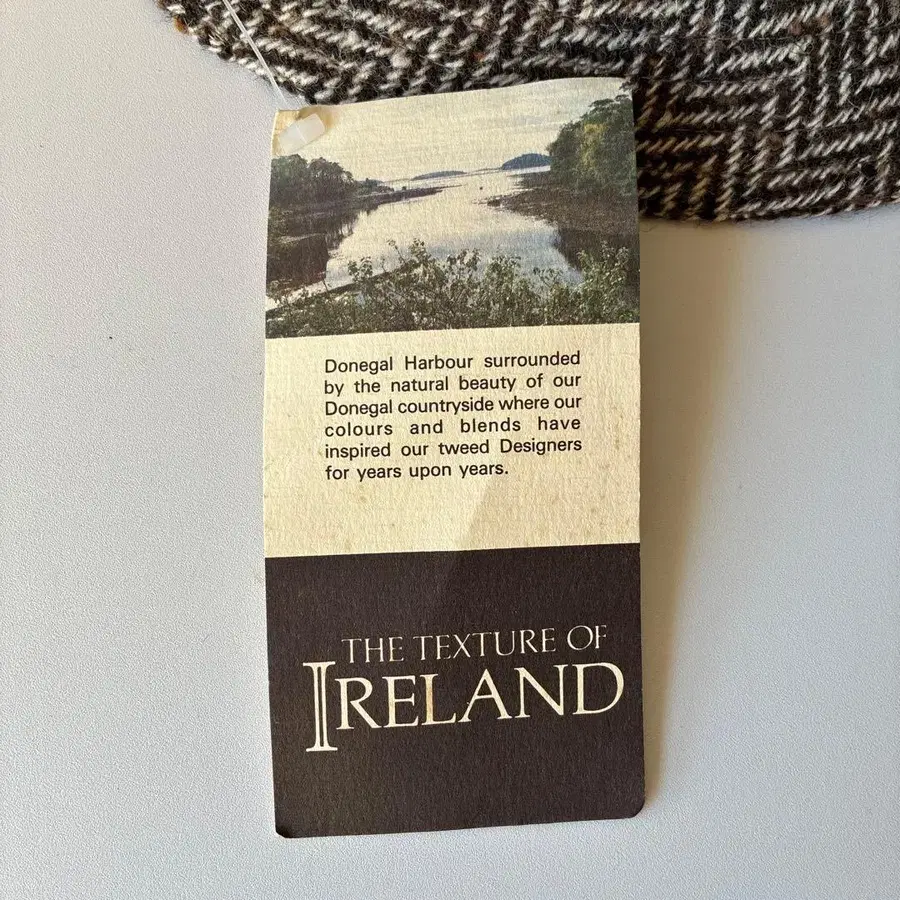 Donegal Harbour surrounded
by the natural beauty of our
Donegal countryside where our
colours and blends have
inspired our tweed Designers
for years upon years.
THE TEXTURE OF
IRELAND